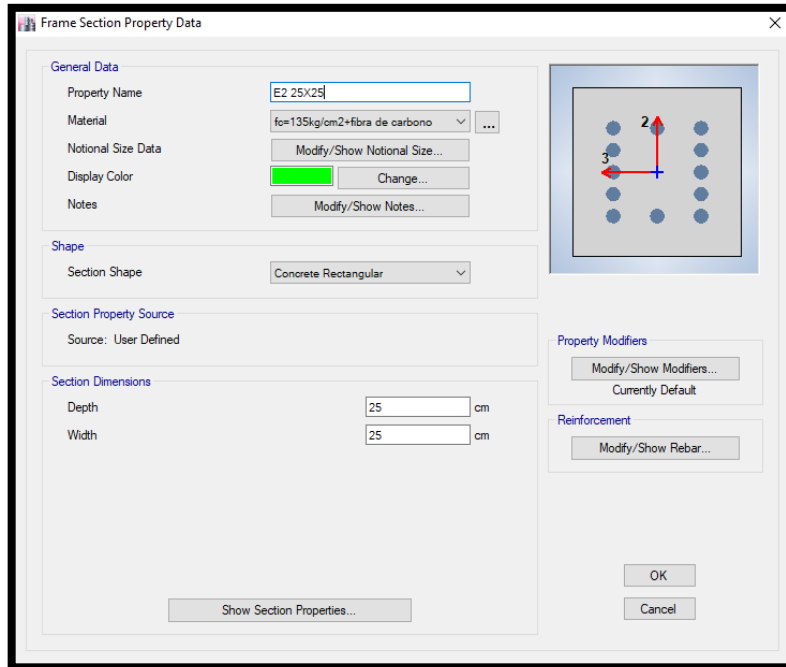 Frame Section Property Data
General Data
Property Name E2 25X25
Material fc=135kg/cm2+fibra de carbono ...
Notional Size Data Modify/Show Notional Size...
Display Color Change...
Notes Modify/Show Notes...
Shape
Section Shape Concrete Rectangular
Section Property Source
Source: User Defined
Section Dimensions
Depth 25 cm
Width 25 cm
Show Section Properties...
2
3
Property Modifiers
Modify/Show Modifiers...
Currently Default
Reinforcement
Modify/Show Rebar...
OK
Cancel